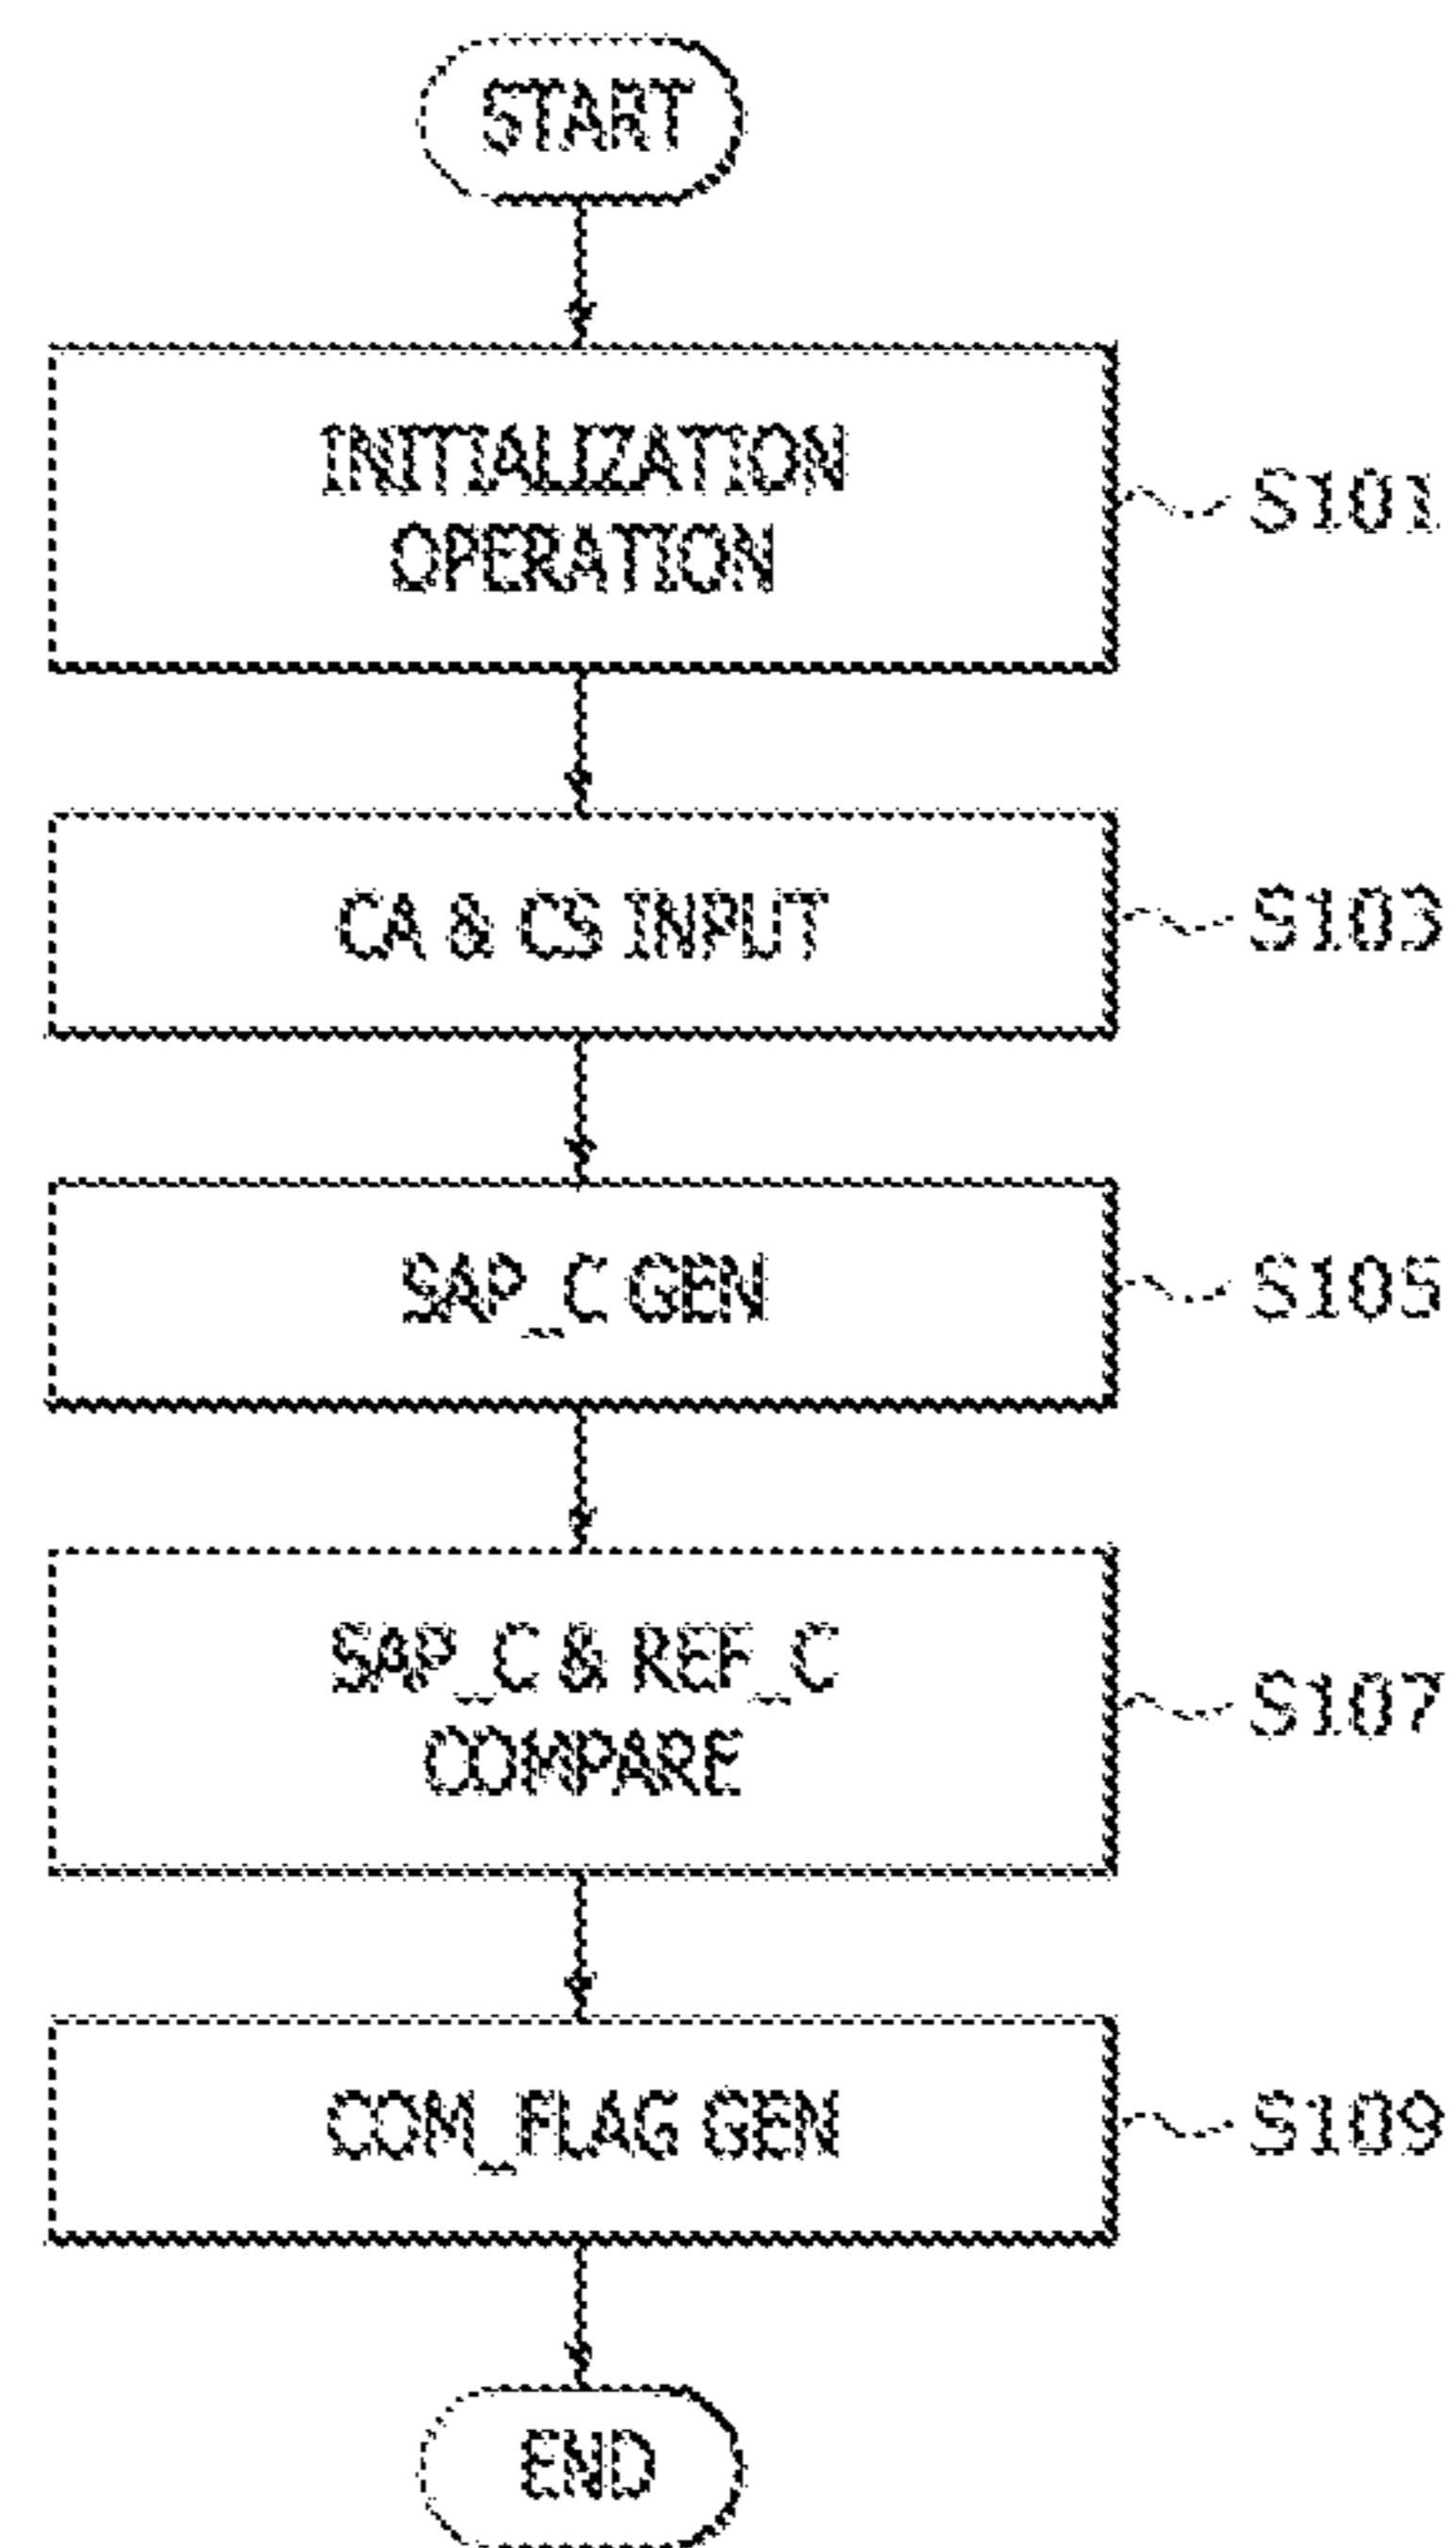 START
INITIALIZATION
OPERATION
S101
CA & CS INPUT
S103
SAP_C GEN
S105
SAP_C & REF_C
COMPARE
S107
COM_FLAG GEN
S109
END